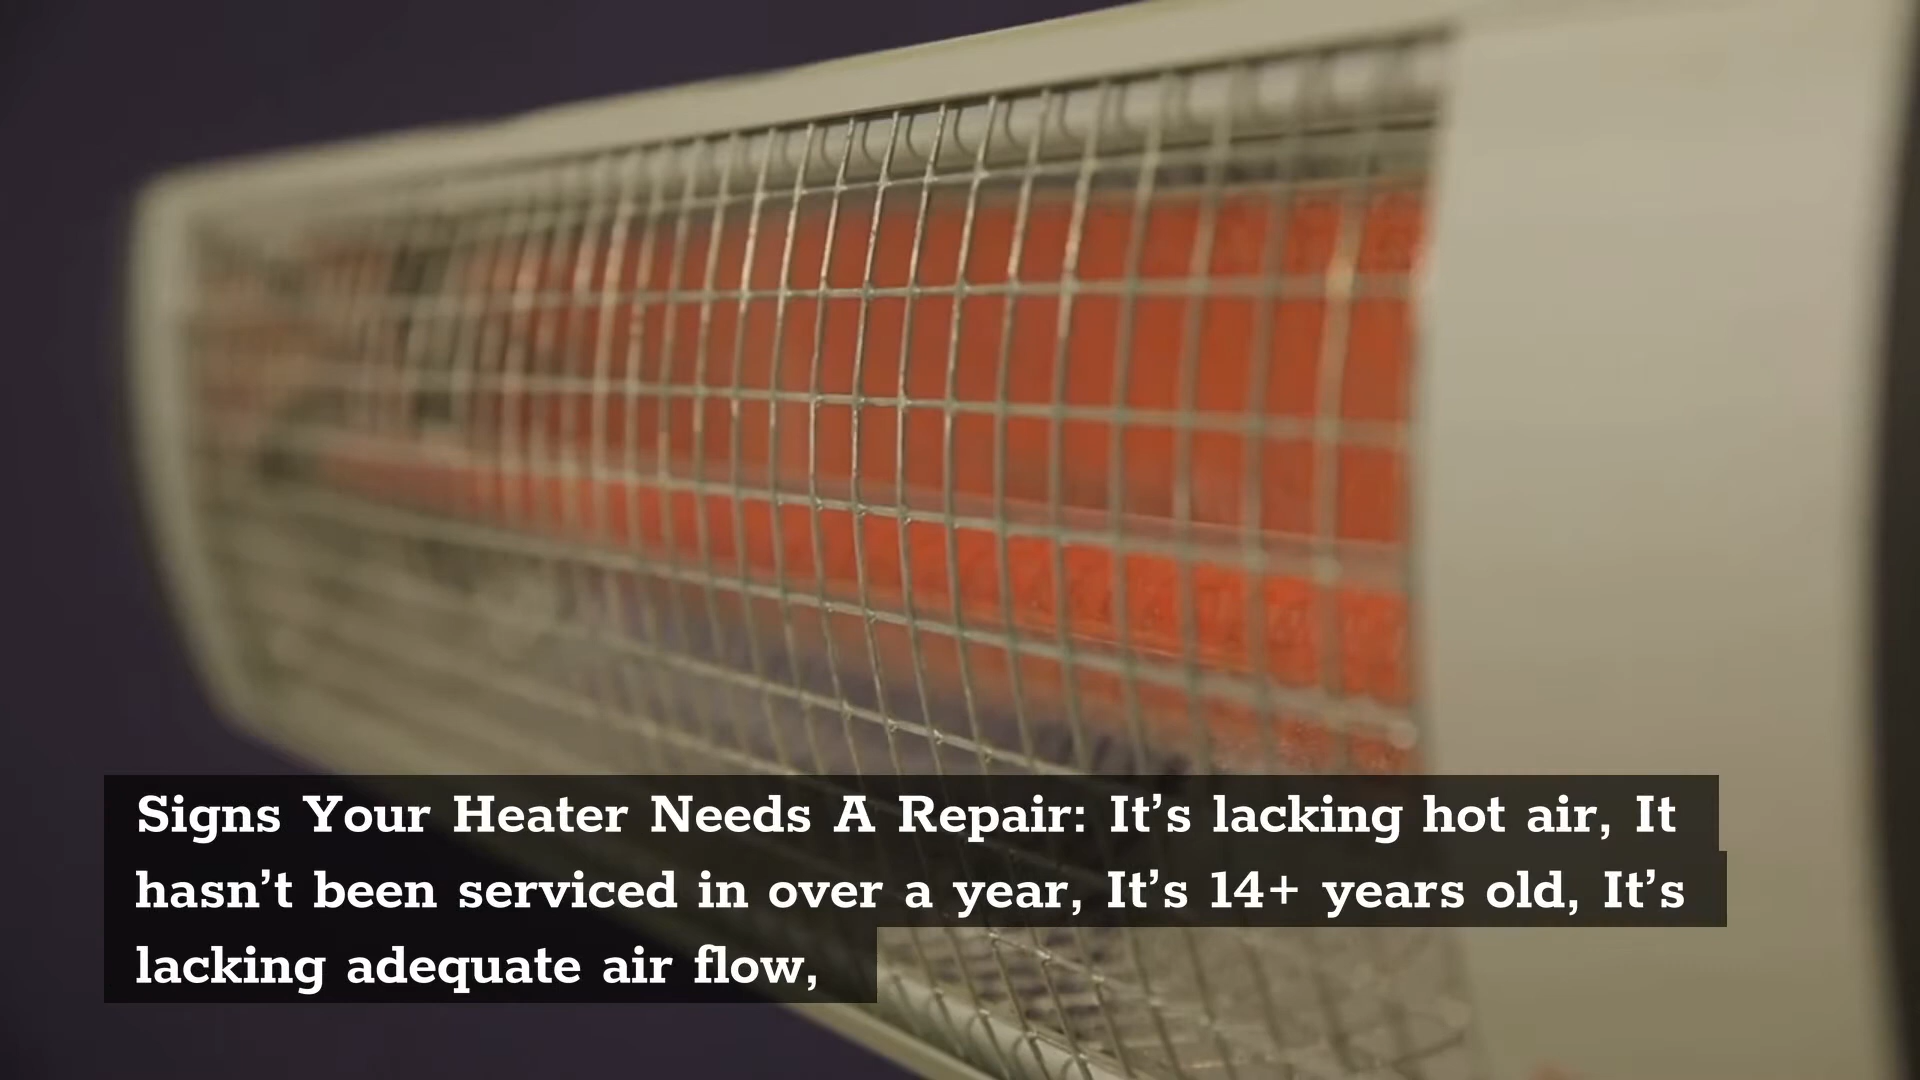 Signs Your Heater Needs A Repair: It’s lacking hot air, It
hasn’t been serviced in over a year, It’s 14+ years old, It’s
lacking adequate air flow,